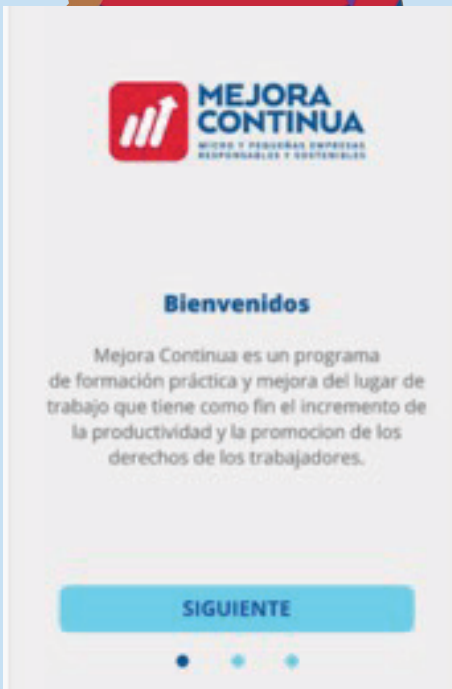 MEJORA
CONTINUA
MICRO Y PEQUEÑAS EMPRESAS
RESPONSABLES Y SOSTENIBLES
Bienvenidos
Mejora Continua es un programa
de formación práctica y mejora del lugar de
trabajo que tiene como fin el incremento de
la productividad y la promocion de los
derechos de los trabajadores.
SIGUIENTE